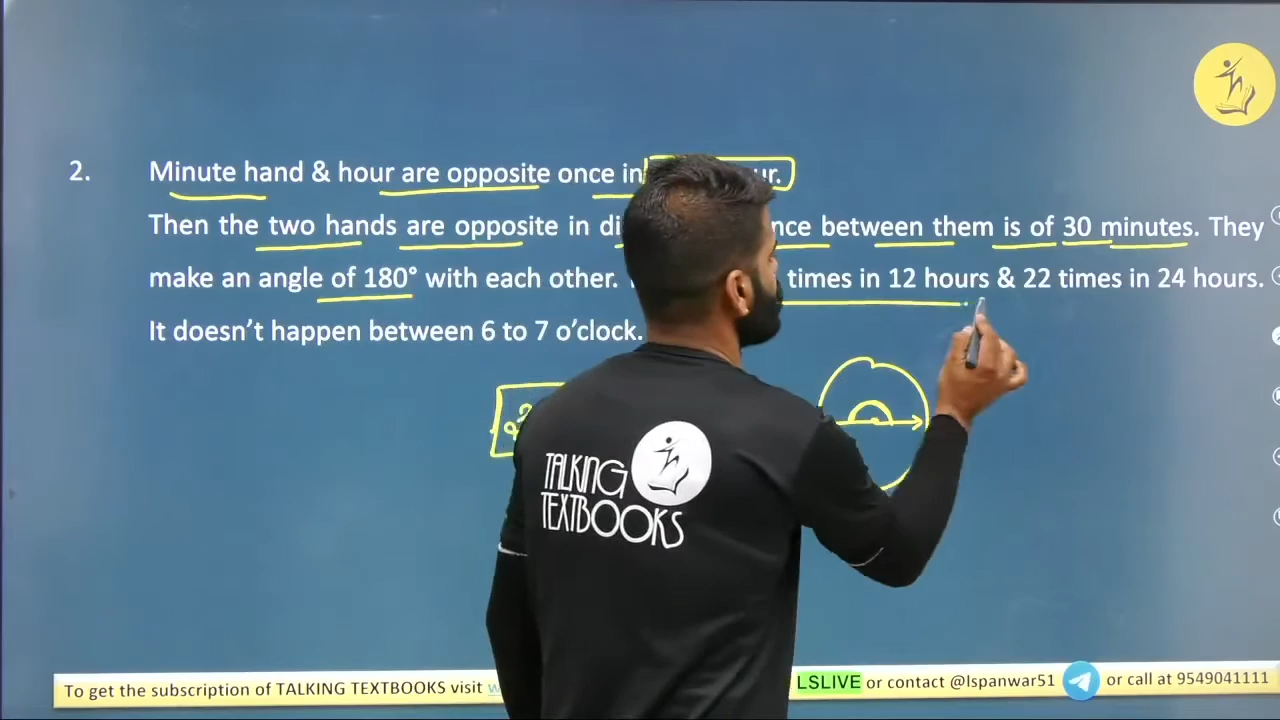 2. Minute hand & hour are opposite once in
Then the two hands are opposite in between them is of 30 minutes. They
make an angle of 180° with each other. times in 12 hours & 22 times in 24 hours.
It doesn't happen between 6 to 7 o'clock.
TALKING
TEXTBOOKS
To get the subscription of TALKING TEXTBOOKS visit LSLIVE or contact @lspanwar51 or call at 9549041111